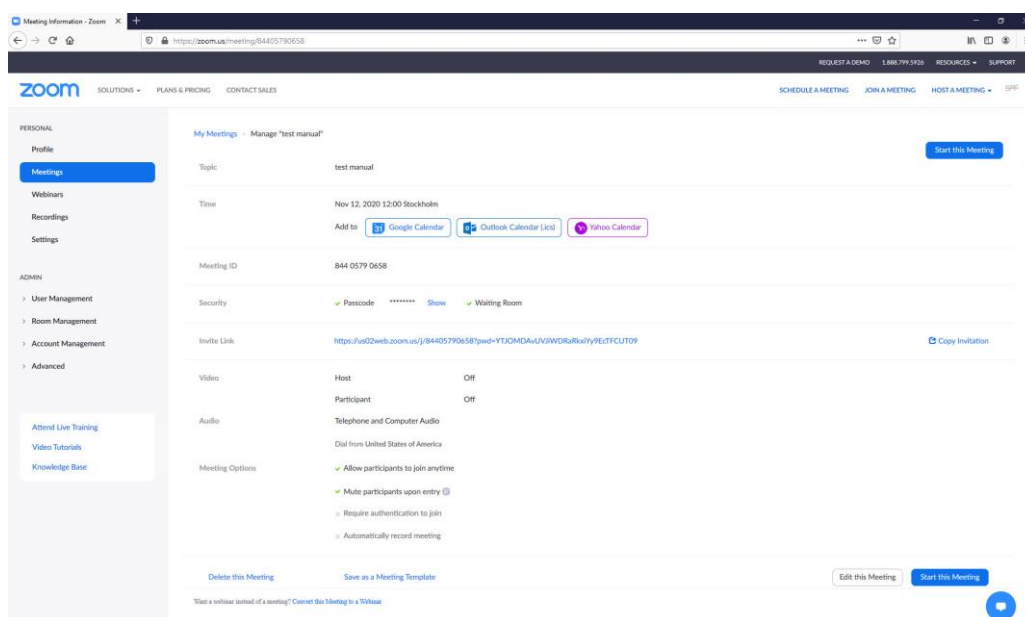 Meeting Information - Zoom
https://zoom.us/meeting/84405790658
REQUEST A DEMO 1.888.799.5926 RESOURCES SUPPORT
zoom SOLUTIONS PLANS & PRICING CONTACT SALES SCHEDULE A MEETING JOIN A MEETING HOST A MEETING
PERSONAL
Profile
Meetings
Webinars
Recordings
Settings
ADMIN
User Management
Room Management
Account Management
Advanced
Attend Live Training
Video Tutorials
Knowledge Base
My Meetings > Manage "test manual"
Start this Meeting
Topic test manual
Time Nov 12, 2020 12:00 Stockholm
Add to 31 Google Calendar Outlook Calendar (.ics) Yahoo Calendar
Meeting ID 844 0579 0658
Security Passcode ******** Show Waiting Room
Invite Link Copy Invitation
Video Host Off
Participant Off
Audio Telephone and Computer Audio
Dial from United States of America
Meeting Options Allow participants to join anytime
Mute participants upon entry
Require authentication to join
Automatically record meeting
Delete this Meeting Save as a Meeting Template Edit this Meeting Start this Meeting
Want a webinar instead of a meeting? Convert this Meeting to a Webinar